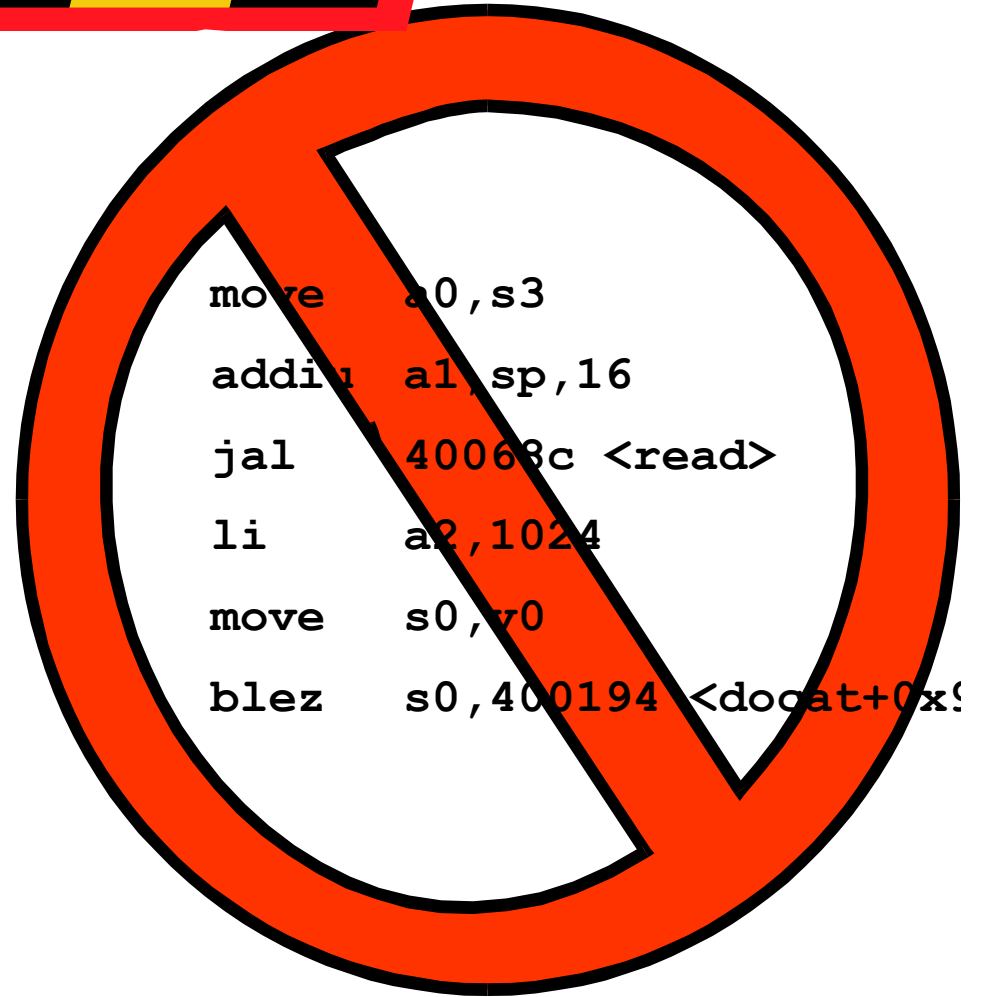 move a0,s3
addiu a1,sp,16
jal 40068c <read>
li a2,1024
move s0,v0
blez s0,400194 <docat+0x9